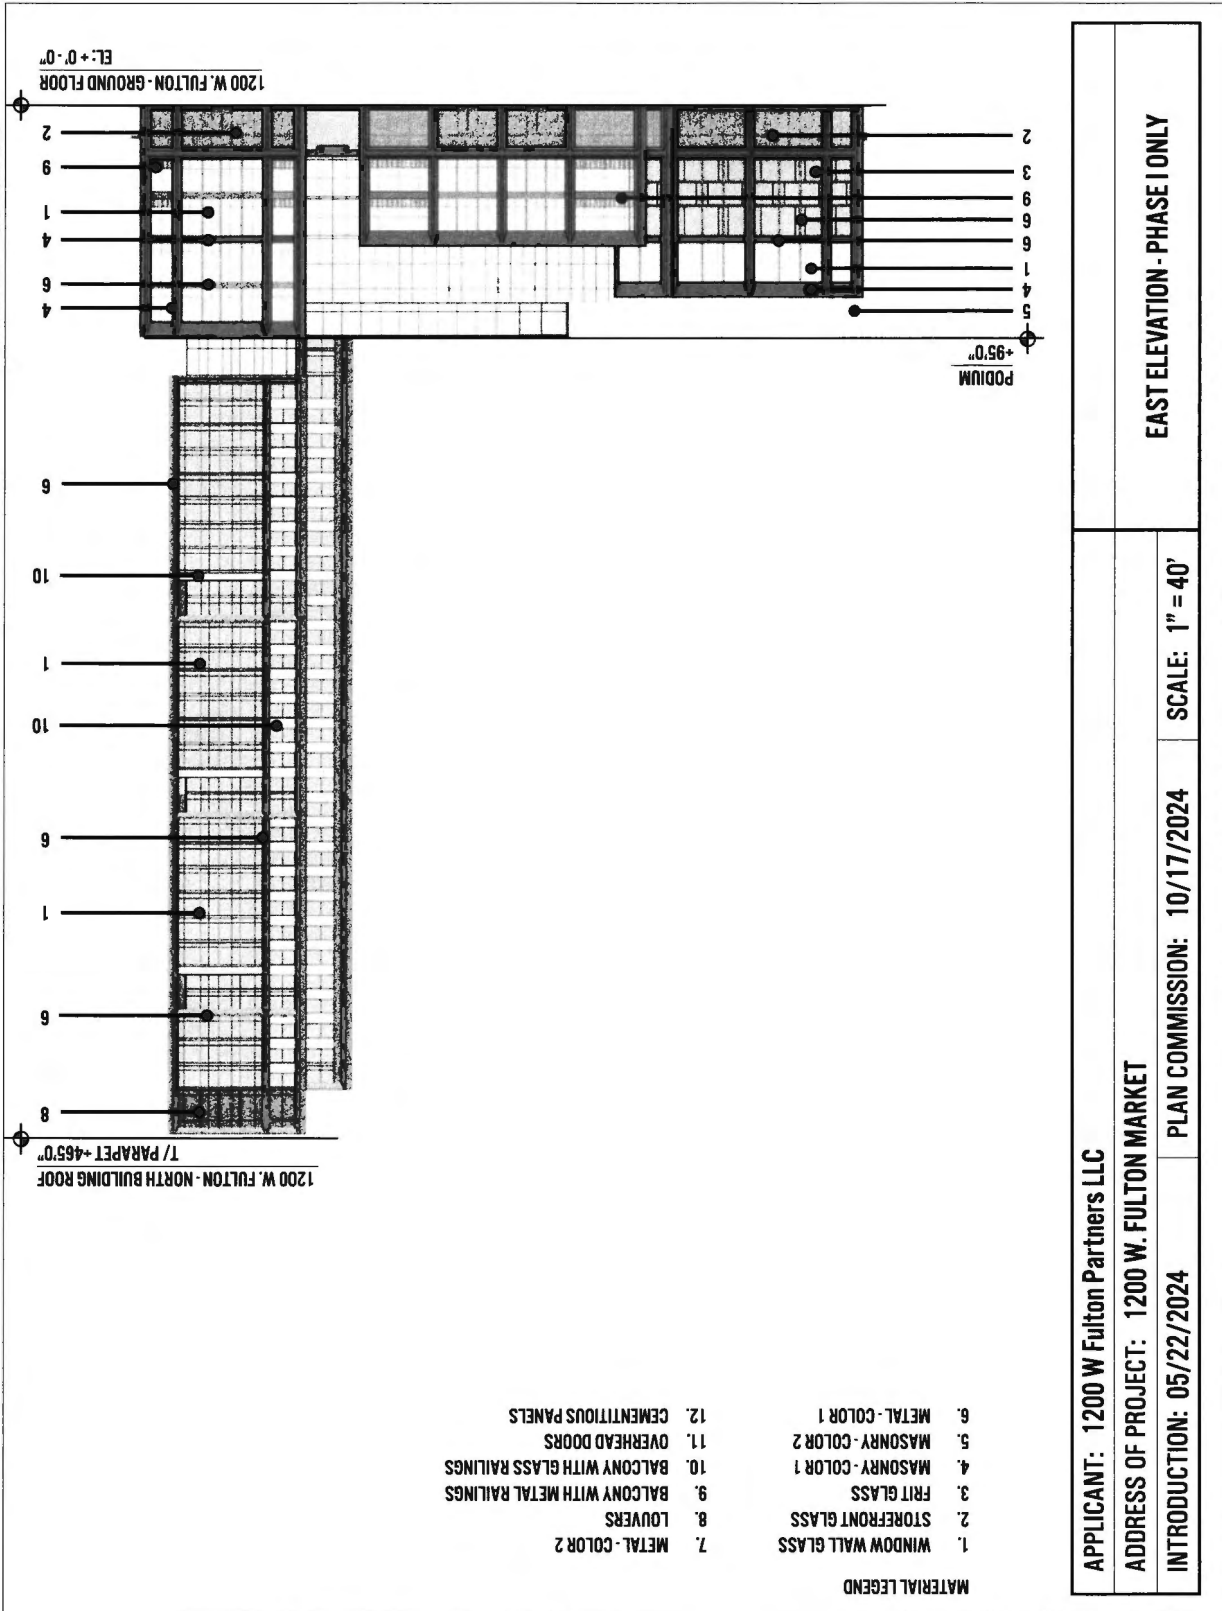 MATERIAL LEGEND
1. WINDOW WALL GLASS
2. STOREFRONT GLASS
3. FRIT GLASS
4. MASONRY - COLOR 1
5. MASONRY - COLOR 2
6. METAL - COLOR 1
7. METAL - COLOR 2
8. LOUVERS
9. BALCONY WITH METAL RAILINGS
10. BALCONY WITH GLASS RAILINGS
11. OVERHEAD DOORS
12. CEMENTITIOUS PANELS
1200 W. FULTON - NORTH BUILDING ROOF
T/ PARAPET +465'0"
8
6
1
6
10
1
10
6
PODIUM
+95'0"
5
4
1
6
6
9
3
2
4
6
4
1
9
2
1200 W. FULTON - GROUND FLOOR
EL: + 0' - 0"
APPLICANT: 1200 W Fulton Partners LLC
ADDRESS OF PROJECT: 1200 W. FULTON MARKET
INTRODUCTION: 05/22/2024
PLAN COMMISSION: 10/17/2024
SCALE: 1" = 40'
EAST ELEVATION - PHASE I ONLY